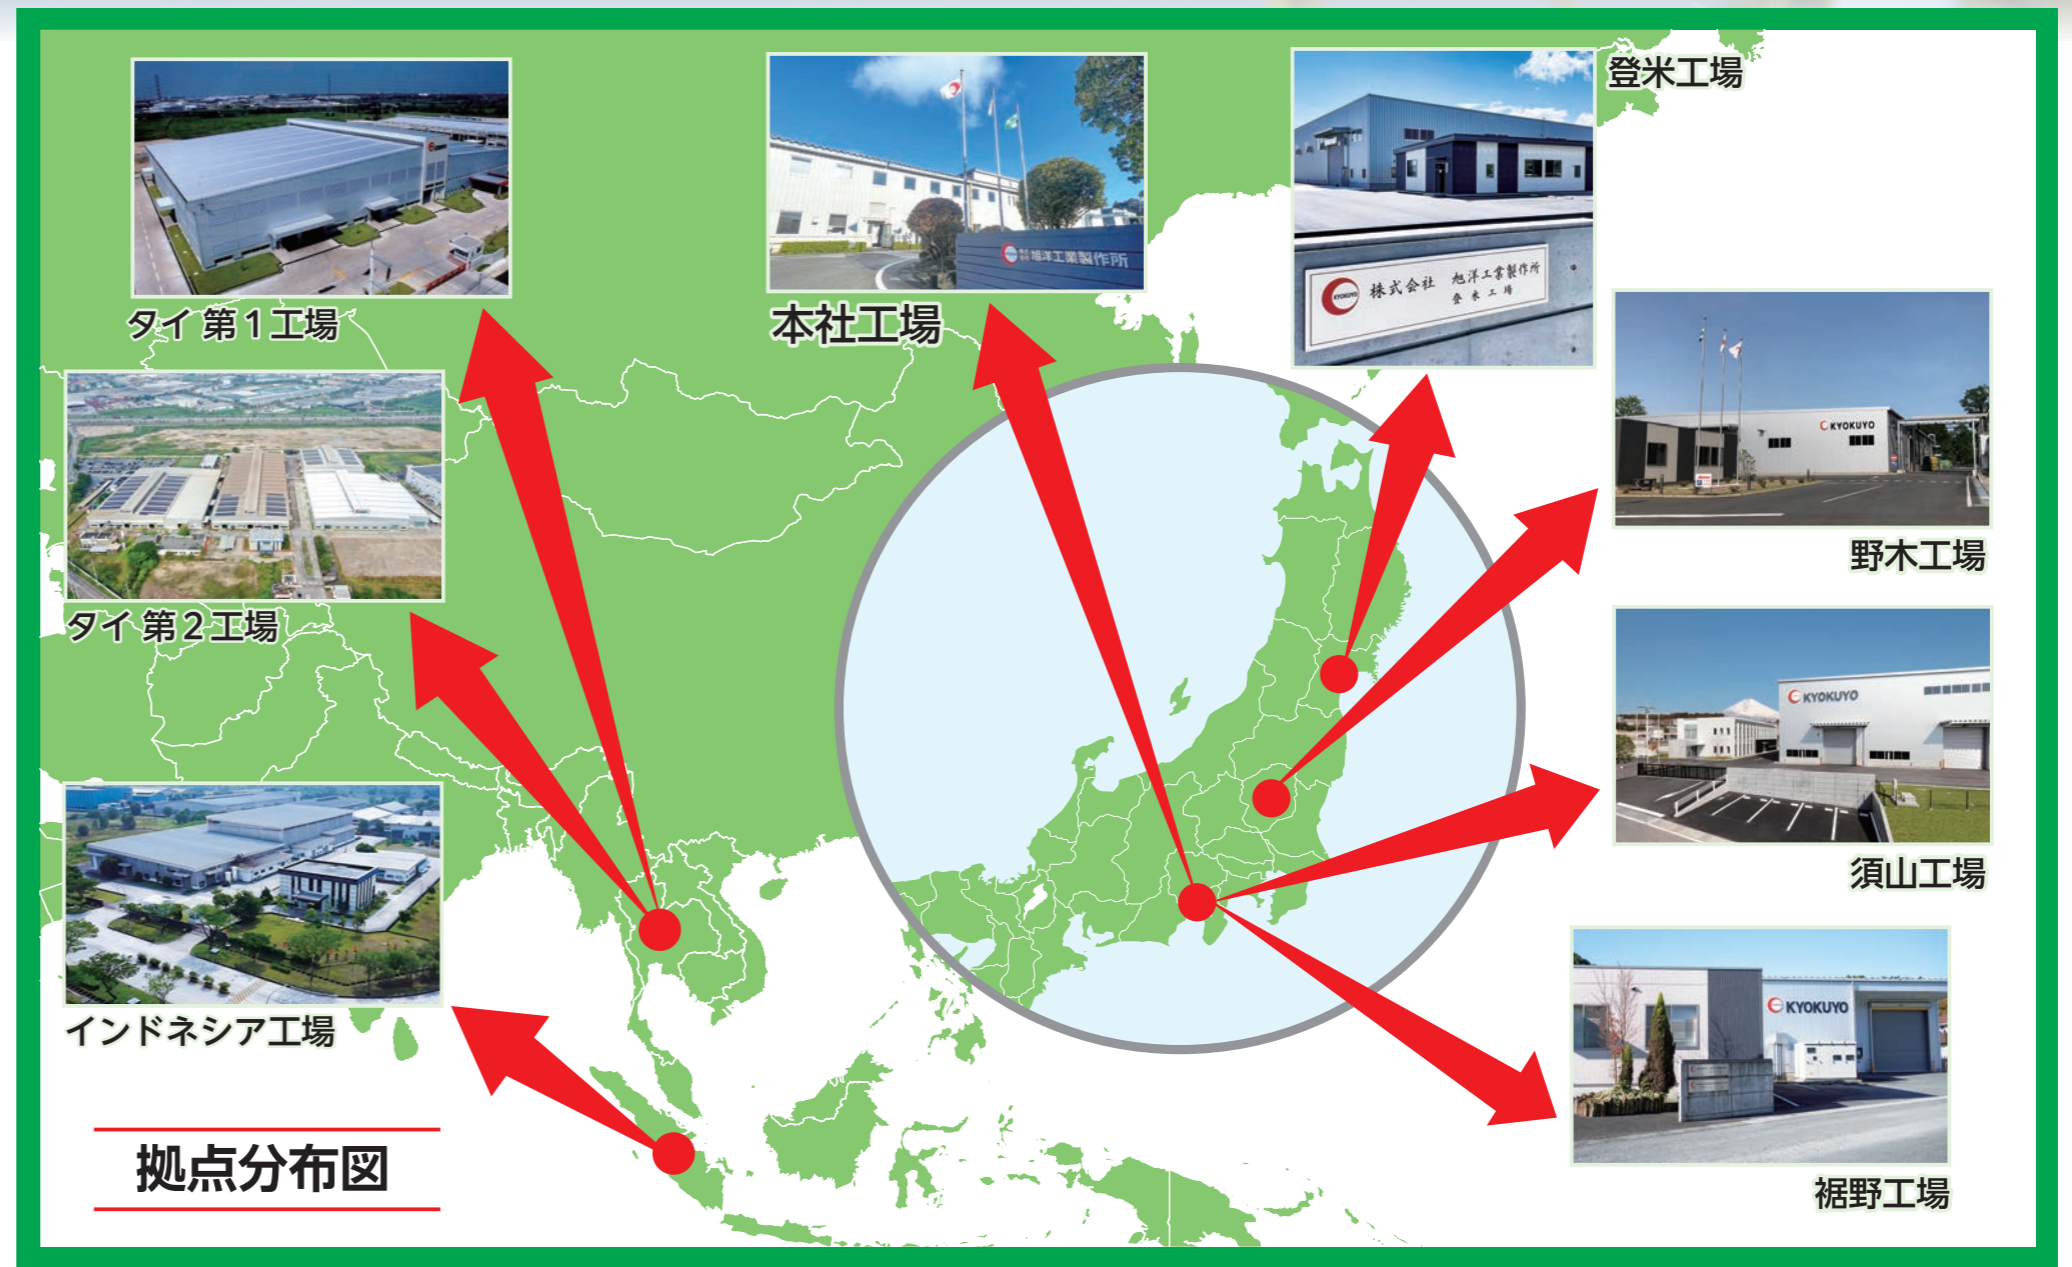 登米工場
株式会社 旭洋工業製作所
登米工場
KYOKUYO
タイ 第1工場
本社工場
旭洋工業製作所
KYOKUYO
野木工場
タイ 第2工場
KYOKUYO
須山工場
インドネシア工場
KYOKUYO
裾野工場
拠点分布図